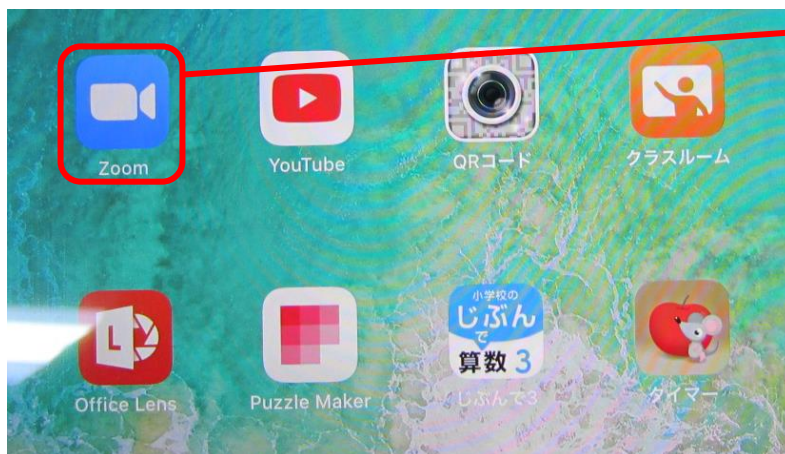 Zoom
YouTube
QRコード
クラスルーム
L
小学校の
じぶん
で
算数 3
Office Lens
Puzzle Maker
じぶんで3
タイマー